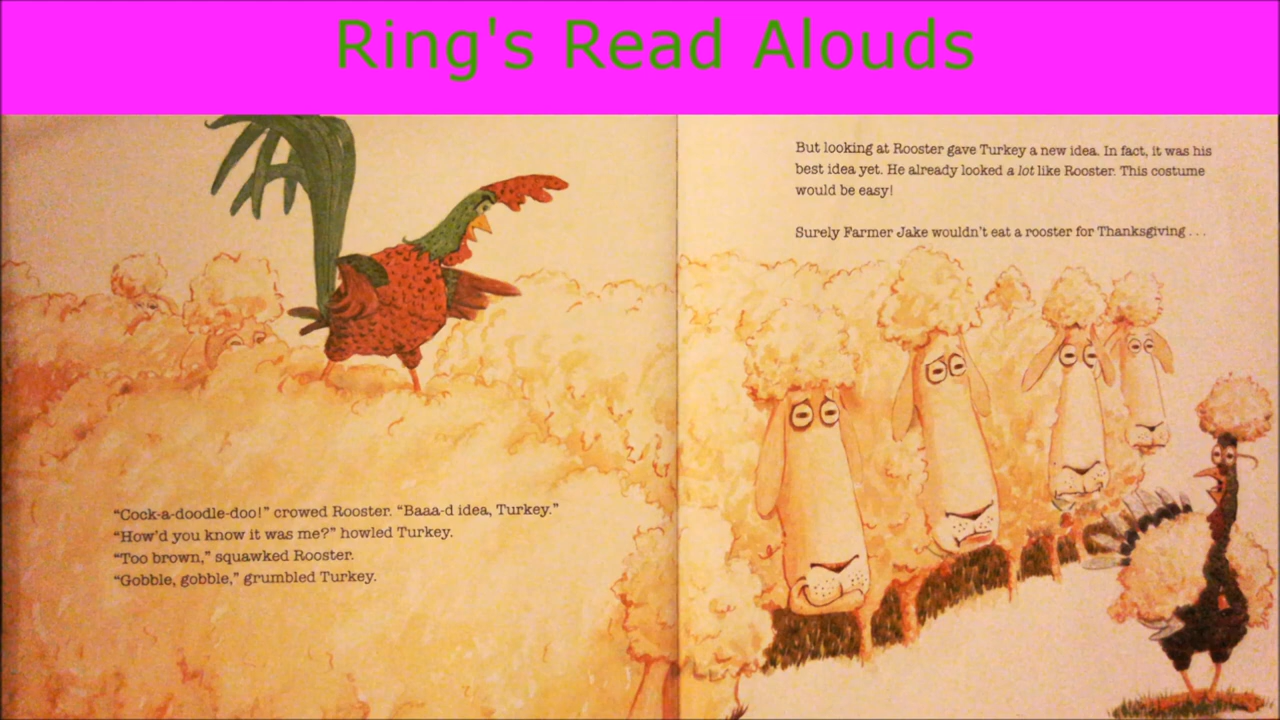 Ring's Read Alouds
“Cock-a-doodle-doo!” crowed Rooster. “Baaa-d idea, Turkey.”
“How’d you know it was me?” howled Turkey.
“Too brown,” squawked Rooster.
“Gobble, gobble,” grumbled Turkey.
But looking at Rooster gave Turkey a new idea. In fact, it was his
best idea yet. He already looked a lot like Rooster. This costume
would be easy!
Surely Farmer Jake wouldn’t eat a rooster for Thanksgiving . . .